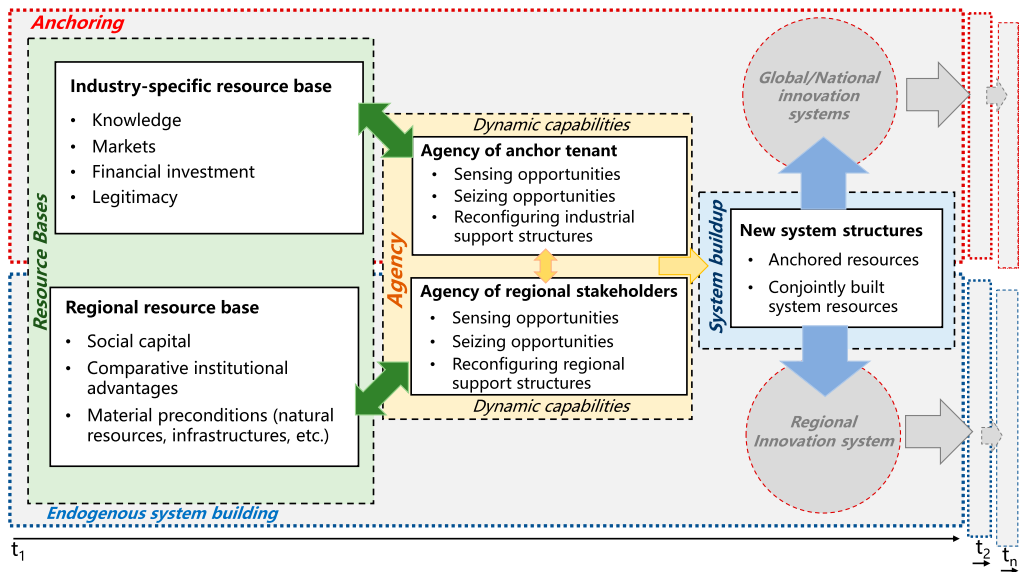 Anchoring
Resource Bases
Industry-specific resource base
• Knowledge
• Markets
• Financial investment
• Legitimacy
Regional resource base
• Social capital
• Comparative institutional
advantages
• Material preconditions (natural
resources, infrastructures, etc.)
Endogenous system building
Agency
Dynamic capabilities
Agency of anchor tenant
• Sensing opportunities
• Seizing opportunities
• Reconfiguring industrial
support structures
Agency of regional stakeholders
• Sensing opportunities
• Seizing opportunities
• Reconfiguring regional
support structures
Dynamic capabilities
System buildup
Global/National
innovation
systems
New system structures
• Anchored resources
• Conjointly built
system resources
Regional
Innovation system
t1
t2
tn